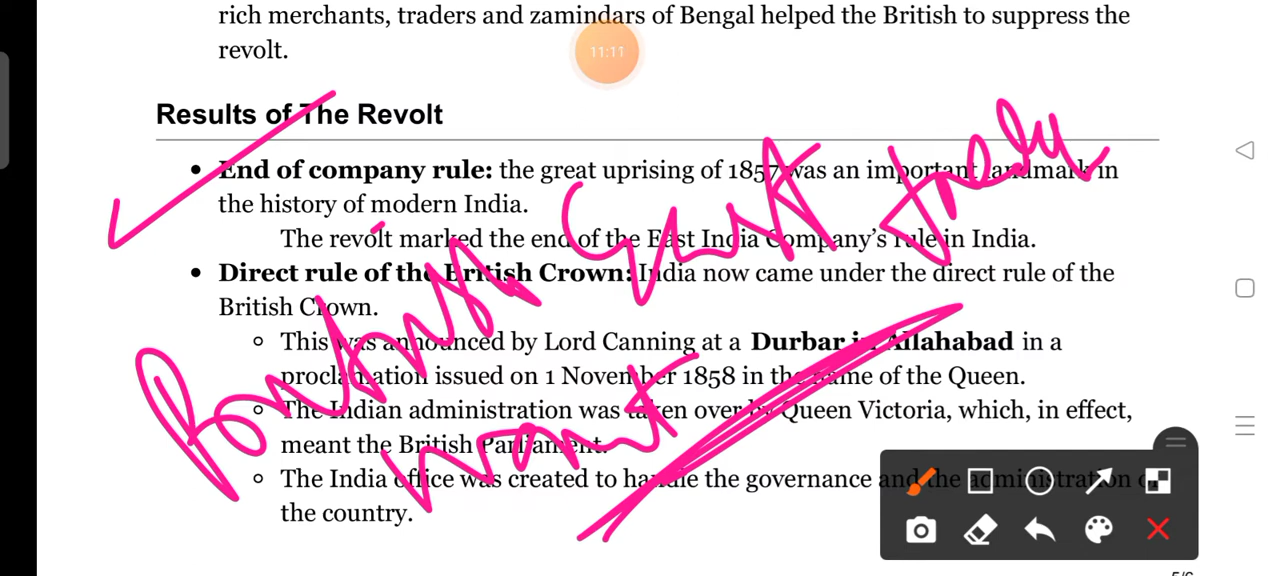 rich merchants, traders and zamindars of Bengal helped the British to suppress the
revolt.
11:11
Results of The Revolt
• End of company rule: the great uprising of 1857 was an important landmark in
the history of modern India.
The revolt marked the end of the East India Company's rule in India.
• Direct rule of the British Crown: India now came under the direct rule of the
British Crown.
○ This was announced by Lord Canning at a Durbar in Allahabad in a
proclamation issued on 1 November 1858 in the name of the Queen.
○ The Indian administration was taken over by Queen Victoria, which, in effect,
meant the British Parliament.
○ The India office was created to handle the governance and the administration of
the country.
British
want
5/6